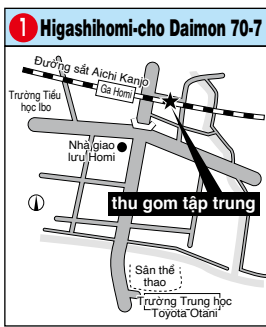 1 Higashihomi-cho Daimon 70-7
Đường sắt Aichi Kanjo
Ga Homi
Trường Tiểu
học Ibo
Nhà giao
lưu Homi
thu gom tập trung
Sân thể
thao
Trường Trung học
Toyota Otani